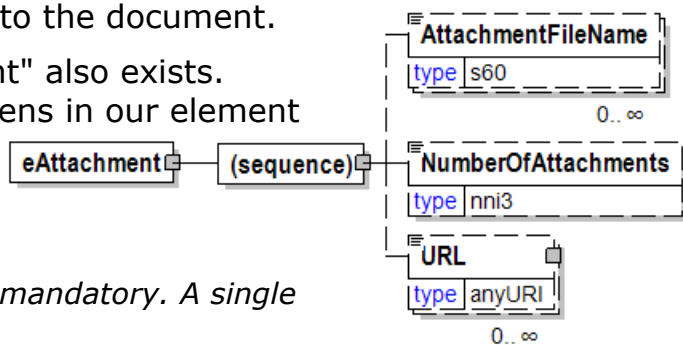 to the document.
nt" also exists.
ens in our element
AttachmentFileName
type s60
0.. ∞
eAttachment
(sequence)
NumberOfAttachments
type nni3
URL
type anyURI
0.. ∞
mandatory. A single